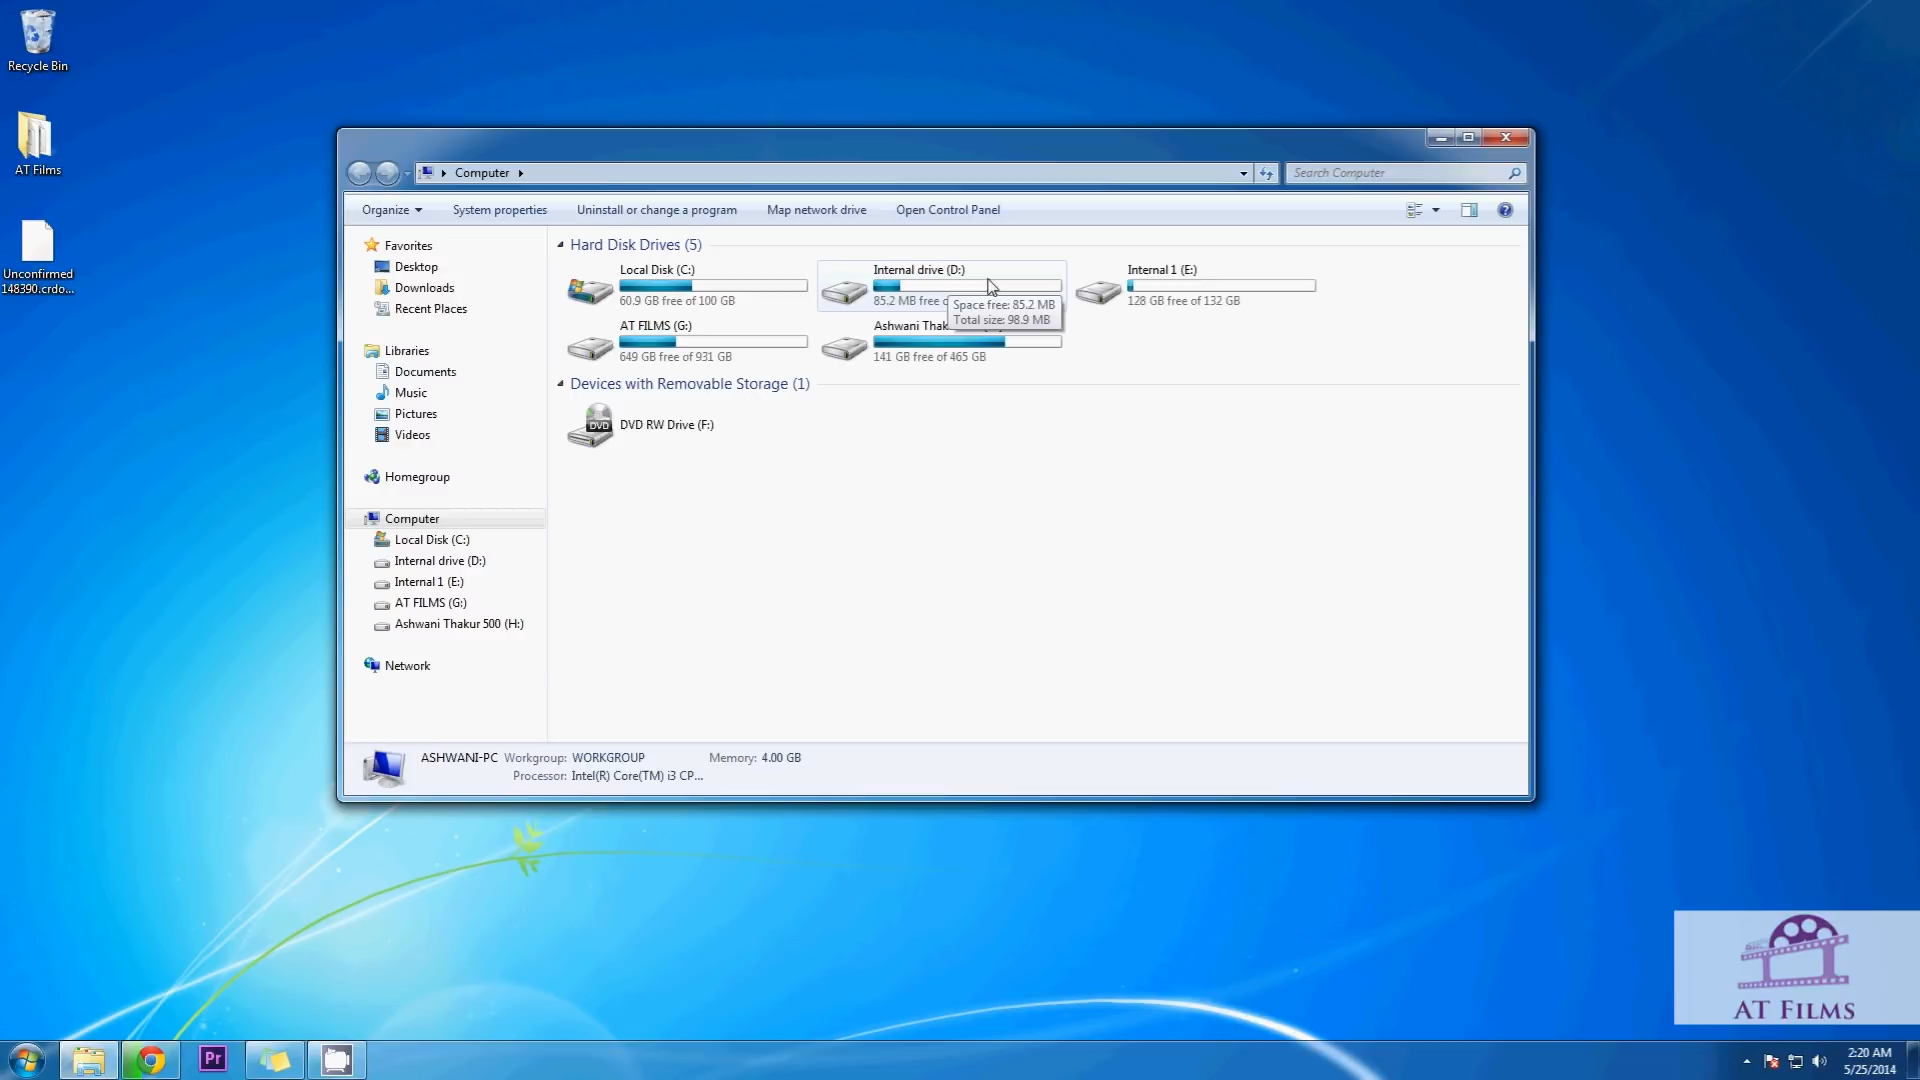 Recycle Bin
AT Films
Unconfirmed
148390.crdo...
Computer
Search Computer
Organize
System properties
Uninstall or change a program
Map network drive
Open Control Panel
Favorites
Desktop
Downloads
Recent Places
Libraries
Documents
Music
Pictures
Videos
Homegroup
Computer
Local Disk (C:)
Internal drive (D:)
Internal 1 (E:)
AT FILMS (G:)
Ashwani Thakur 500 (H:)
Network
Hard Disk Drives (5)
Local Disk (C:)
60.9 GB free of 100 GB
Internal drive (D:)
85.2 MB free
Space free: 85.2 MB
Total size: 98.9 MB
Internal 1 (E:)
128 GB free of 132 GB
AT FILMS (G:)
649 GB free of 931 GB
Ashwani Thak
141 GB free of 465 GB
Devices with Removable Storage (1)
DVD
DVD RW Drive (F:)
ASHWANI-PC Workgroup: WORKGROUP Memory: 4.00 GB
Processor: Intel(R) Core(TM) i3 CP...
AT FILMS
Pr
2:20 AM
5/25/2014